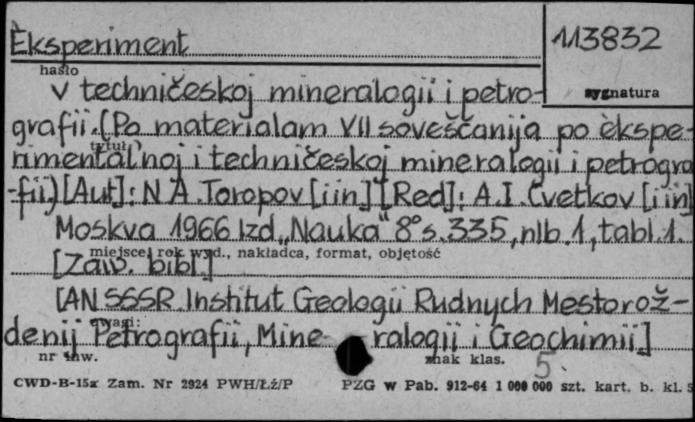 Èksperiment
113832
hasło
sygnatura
v techničeskoj mineralogii i petro-
grafii. (Po materialam VII soveščanija po èkspe-
tytuł
rimental'noj i techničeskoj mineralogii i petrogra
-fii.) [Aut]: N A. Toropov [i in] [Red]: A. I. Cvetkov [i in]
Moskva 1966 Izd. „Nauka" 8° s. 335, nlb. 1, tabl. 1.
miejsce, rok wyd., nakładca, format, objętość
[Zaw. bibl.]
[AN SSSR. Institut Geologii Rudnych Mestorož-
uwagi:
denij Petrografii, Mineralogii i Geochimii]
nr inw.
znak klas.
5.
CWD-B-15a Zam. Nr 2924 PWH/Łź/P PZG w Pab. 912-64 1 000 000 szt. kart. b. kl. 5